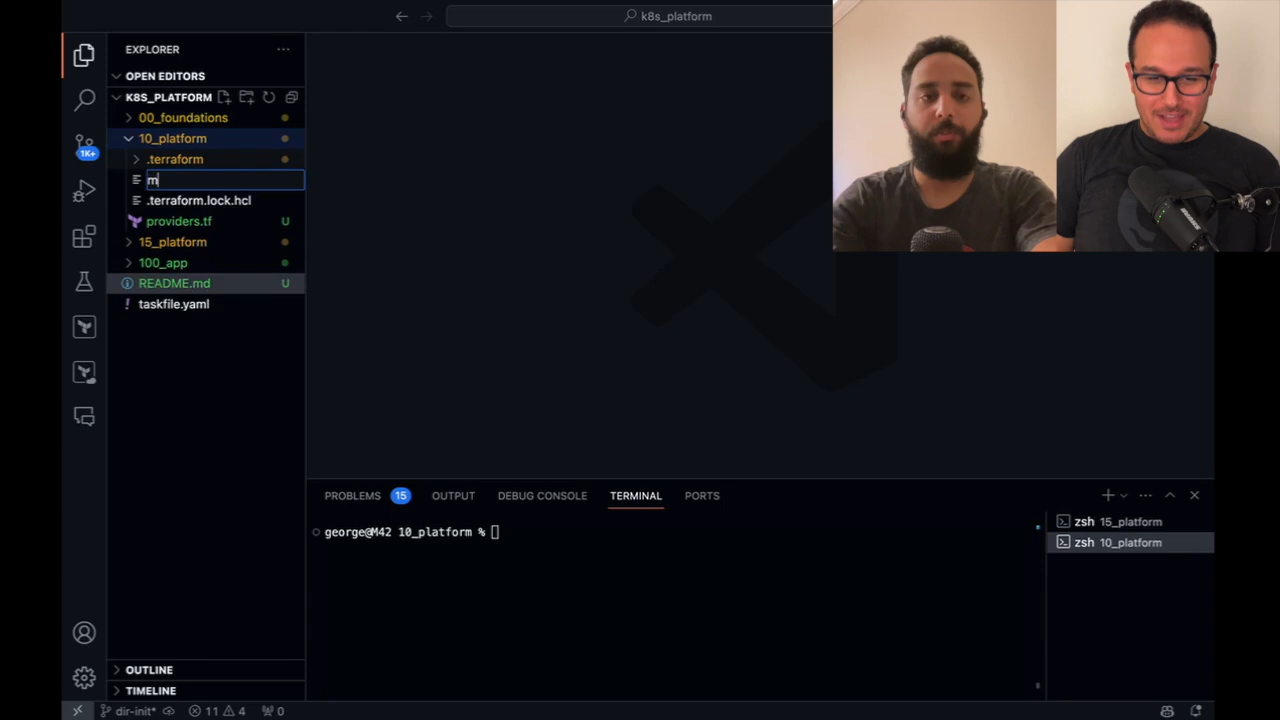 k8s_platform
EXPLORER
OPEN EDITORS
K8S_PLATFORM
00_foundations
10_platform
.terraform
m
.terraform.lock.hcl
providers.tf U
15_platform
100_app
README.md U
! taskfile.yaml
1K+
PROBLEMS 15 OUTPUT DEBUG CONSOLE TERMINAL PORTS
george@M42 10_platform %
zsh 15_platform
zsh 10_platform
OUTLINE
TIMELINE
dir-init* 11 4 0